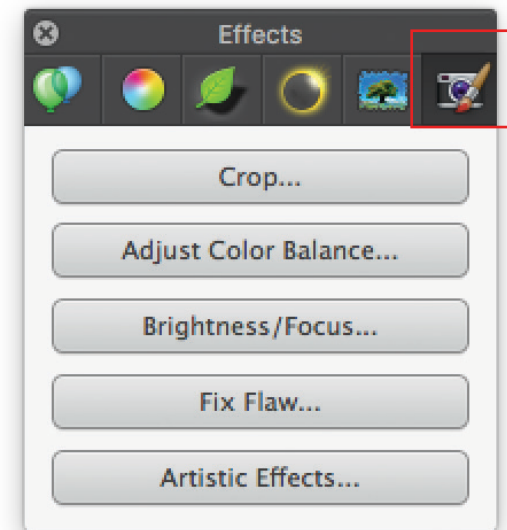 Effects
Crop...
Adjust Color Balance...
Brightness/Focus...
Fix Flaw...
Artistic Effects...